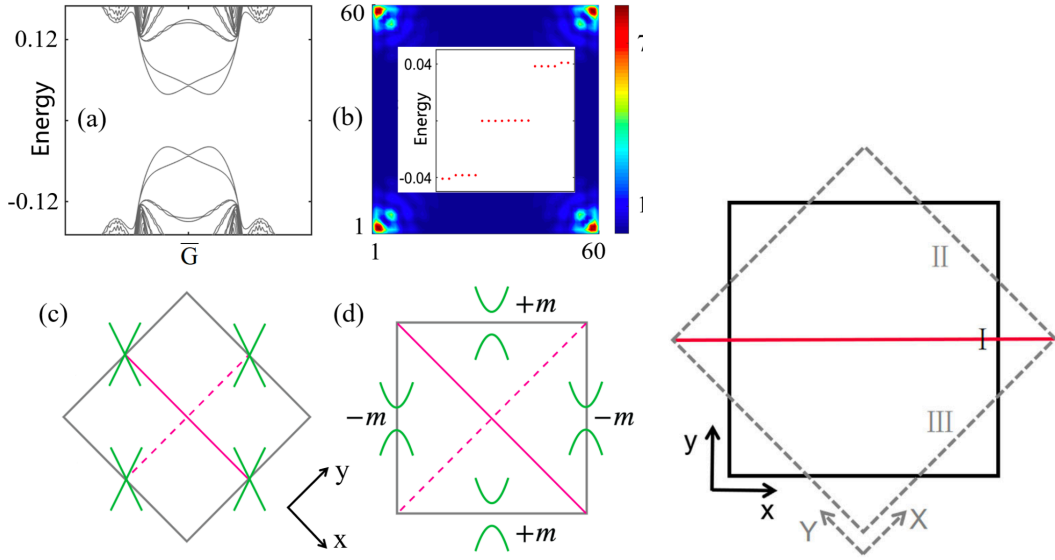 0.12
Energy
-0.12
(a)
G
60
(b)
1
1
60
0.04
Energy
-0.04
(c)
y
x
(d)
+m
-m
-m
+m
II
I
III
y
x
Y
X